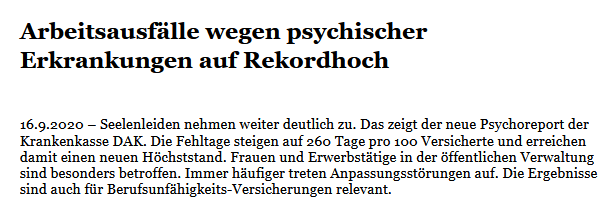 Arbeitsausfälle wegen psychischer
Erkrankungen auf Rekordhoch
16.9.2020 – Seelenleiden nehmen weiter deutlich zu. Das zeigt der neue Psychoreport der
Krankenkasse DAK. Die Fehltage steigen auf 260 Tage pro 100 Versicherte und erreichen
damit einen neuen Höchststand. Frauen und Erwerbstätige in der öffentlichen Verwaltung
sind besonders betroffen. Immer häufiger treten Anpassungsstörungen auf. Die Ergebnisse
sind auch für Berufsunfähigkeits-Versicherungen relevant.